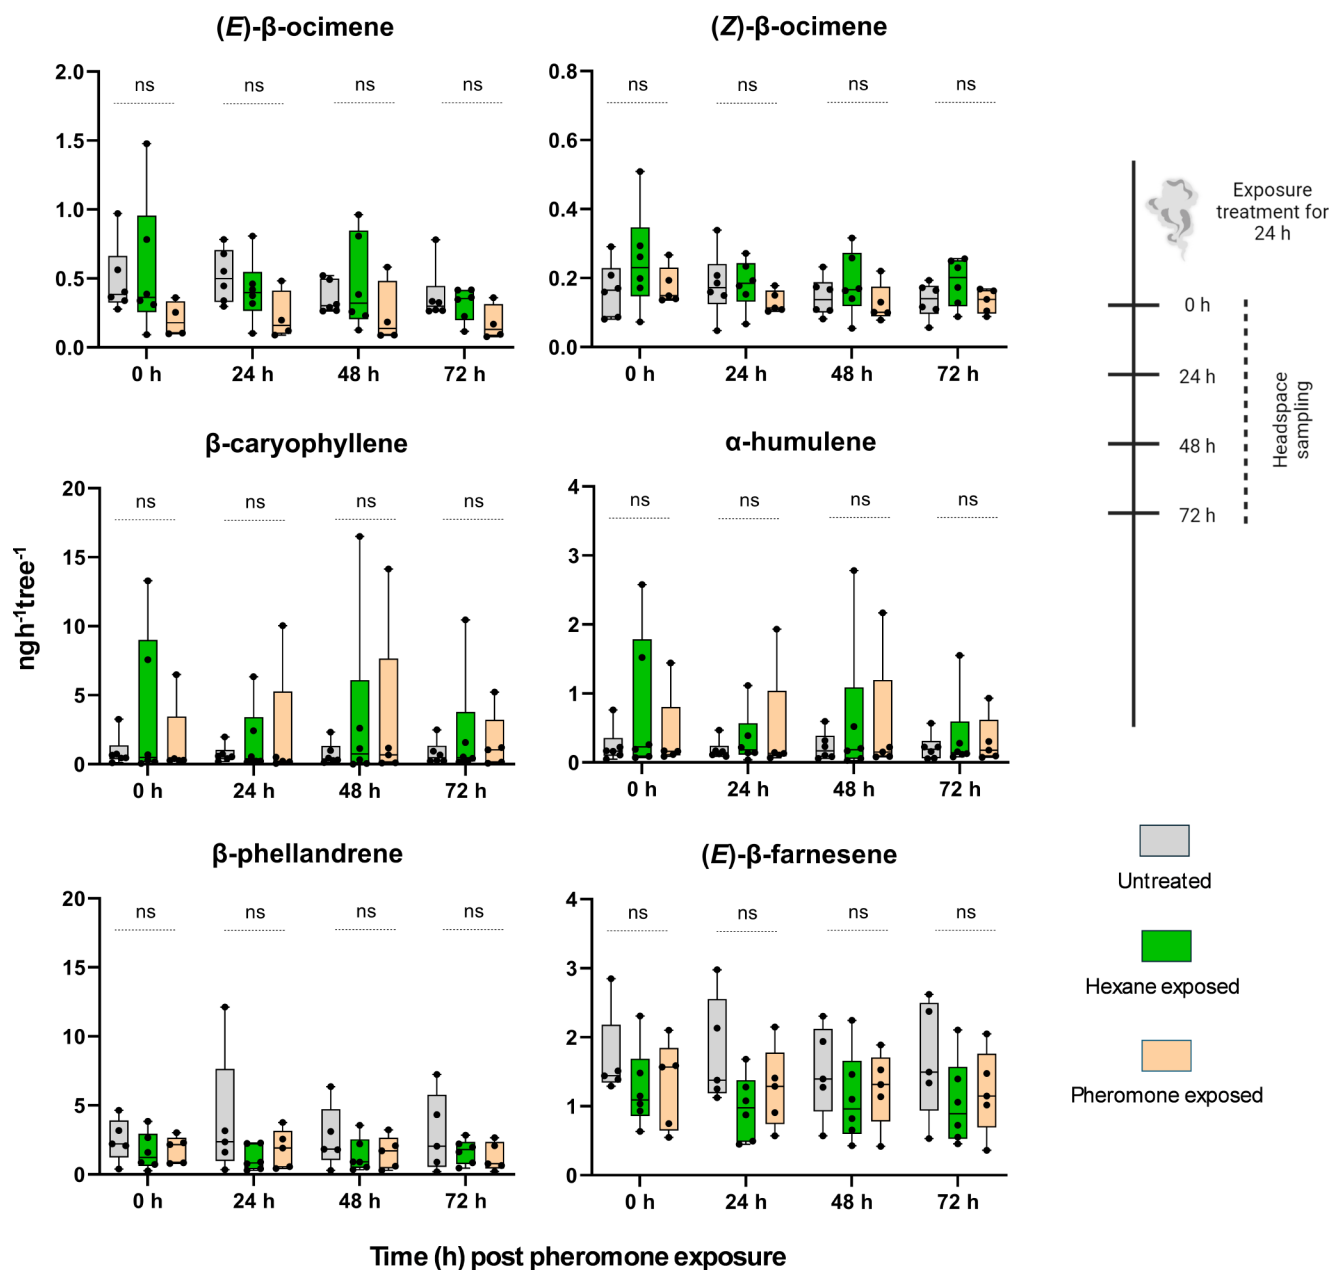 (E)-β-ocimene
2.0
1.5
1.0
0.5
0.0
ns ns ns ns
0 h 24 h 48 h 72 h
(Z)-β-ocimene
0.8
0.6
0.4
0.2
0.0
ns ns ns ns
0 h 24 h 48 h 72 h
β-caryophyllene
20
15
10
5
0
ns ns ns ns
0 h 24 h 48 h 72 h
α-humulene
4
3
2
1
0
ns ns ns ns
0 h 24 h 48 h 72 h
ngh⁻¹tree⁻¹
β-phellandrene
20
15
10
5
0
ns ns ns ns
0 h 24 h 48 h 72 h
(E)-β-farnesene
4
3
2
1
0
ns ns ns ns
0 h 24 h 48 h 72 h
Time (h) post pheromone exposure
Exposure
treatment for
24 h
0 h
24 h
48 h
72 h
Headspace
sampling
Untreated
Hexane exposed
Pheromone exposed